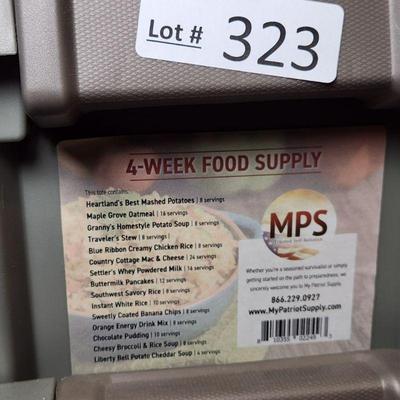 Lot # 323
4-WEEK FOOD SUPPLY
This tote contains:
Heartland's Best Mashed Potatoes | 8 servings
Maple Grove Oatmeal | 16 servings
Granny's Homestyle Potato Soup | 8 servings
Traveler's Stew | 8 servings |
Blue Ribbon Creamy Chicken Rice | 8 servings
Country Cottage Mac & Cheese | 24 servings
Settler's Whey Powdered Milk | 16 servings
Buttermilk Pancakes | 12 servings
Southwest Savory Rice | 8 servings
Instant White Rice | 10 servings
Sweetly Coated Banana Chips | 8 servings
Orange Energy Drink Mix | 8 servings
Chocolate Pudding | 10 servings
Cheesy Broccoli & Rice Soup | 8 servings
Liberty Bell Potato Cheddar Soup | 4 servings
MPS
Whether you're a seasoned survivalist or simply
getting started on the path to preparedness, we
sincerely welcome you to My Patriot Supply.
866.229.0927
www.MyPatriotSupply.com
8 10355 02249